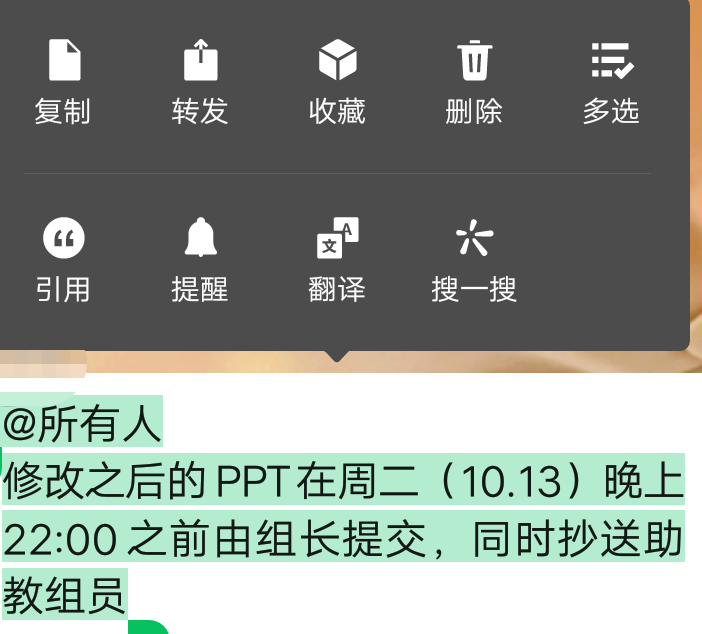 复制 转发 收藏 删除 多选
引用 提醒 翻译 搜一搜
@所有人
修改之后的 PPT 在周二（10.13）晚上
22:00 之前由组长提交，同时抄送助
教组员